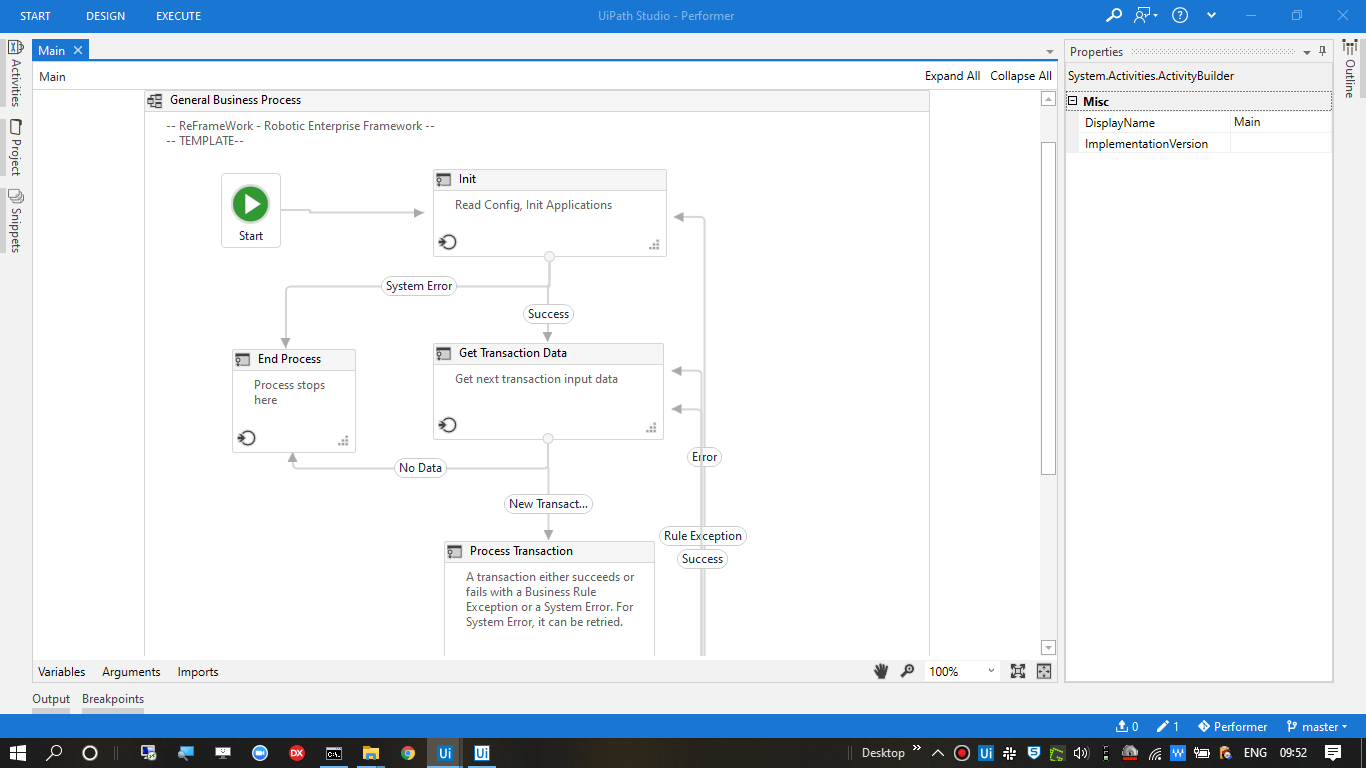 START DESIGN EXECUTE UiPath Studio - Performer
Main
Main Expand All Collapse All
General Business Process
-- ReFrameWork - Robotic Enterprise Framework --
-- TEMPLATE--
Start
Init
Read Config, Init Applications
System Error
Success
End Process
Process stops
here
Get Transaction Data
Get next transaction input data
No Data
New Transact...
Error
Rule Exception
Success
Process Transaction
A transaction either succeeds or
fails with a Business Rule
Exception or a System Error. For
System Error, it can be retried.
Activities
Project
Snippets
Properties
System.Activities.ActivityBuilder
Misc
DisplayName Main
ImplementationVersion
Outline
Variables Arguments Imports 100%
Output Breakpoints
0 1 Performer master
DX C:\. Ui Ui Desktop Ui S W ENG 09:52